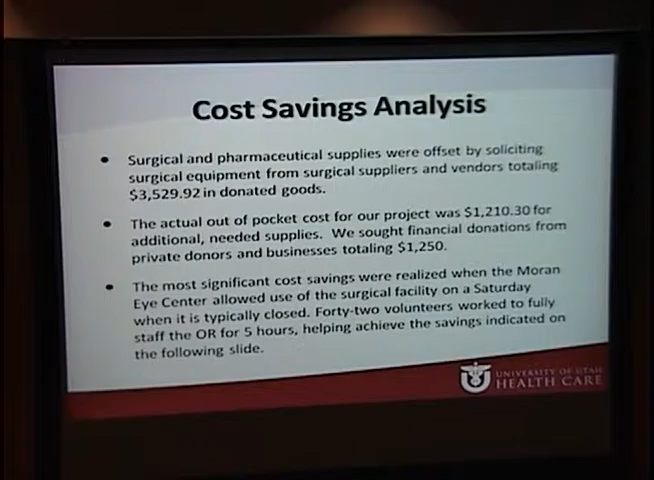 Cost Savings Analysis
• Surgical and pharmaceutical supplies were offset by soliciting
surgical equipment from surgical suppliers and vendors totaling
$3,529.92 in donated goods.
• The actual out of pocket cost for our project was $1,210.30 for
additional, needed supplies. We sought financial donations from
private donors and businesses totaling $1,250.
• The most significant cost savings were realized when the Moran
Eye Center allowed use of the surgical facility on a Saturday
when it is typically closed. Forty-two volunteers worked to fully
staff the OR for 5 hours, helping achieve the savings indicated on
the following slide.
UNIVERSITY OF UTAH
HEALTH CARE